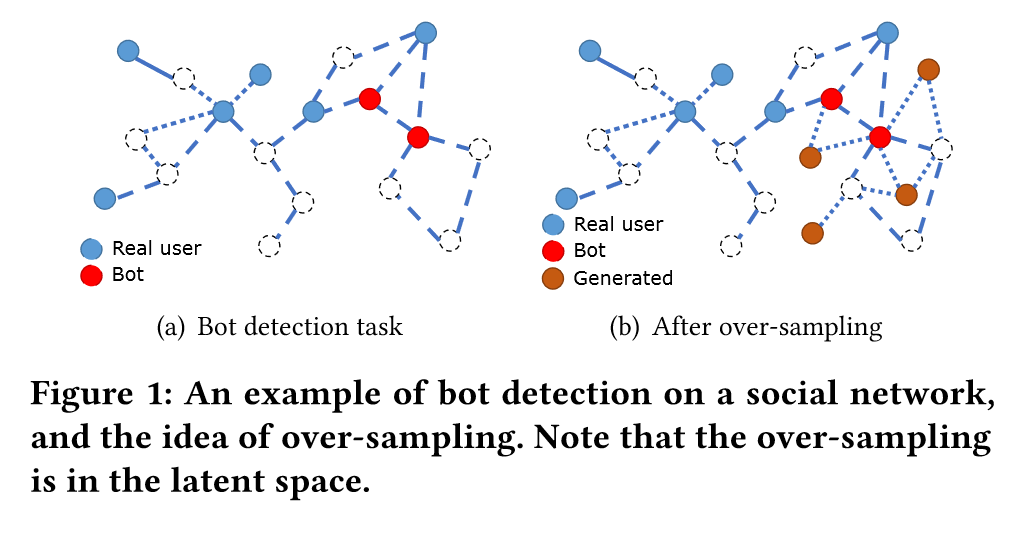 Real user
Bot
Real user
Bot
Generated
(a) Bot detection task
(b) After over-sampling
Figure 1: An example of bot detection on a social network,
and the idea of over-sampling. Note that the over-sampling
is in the latent space.